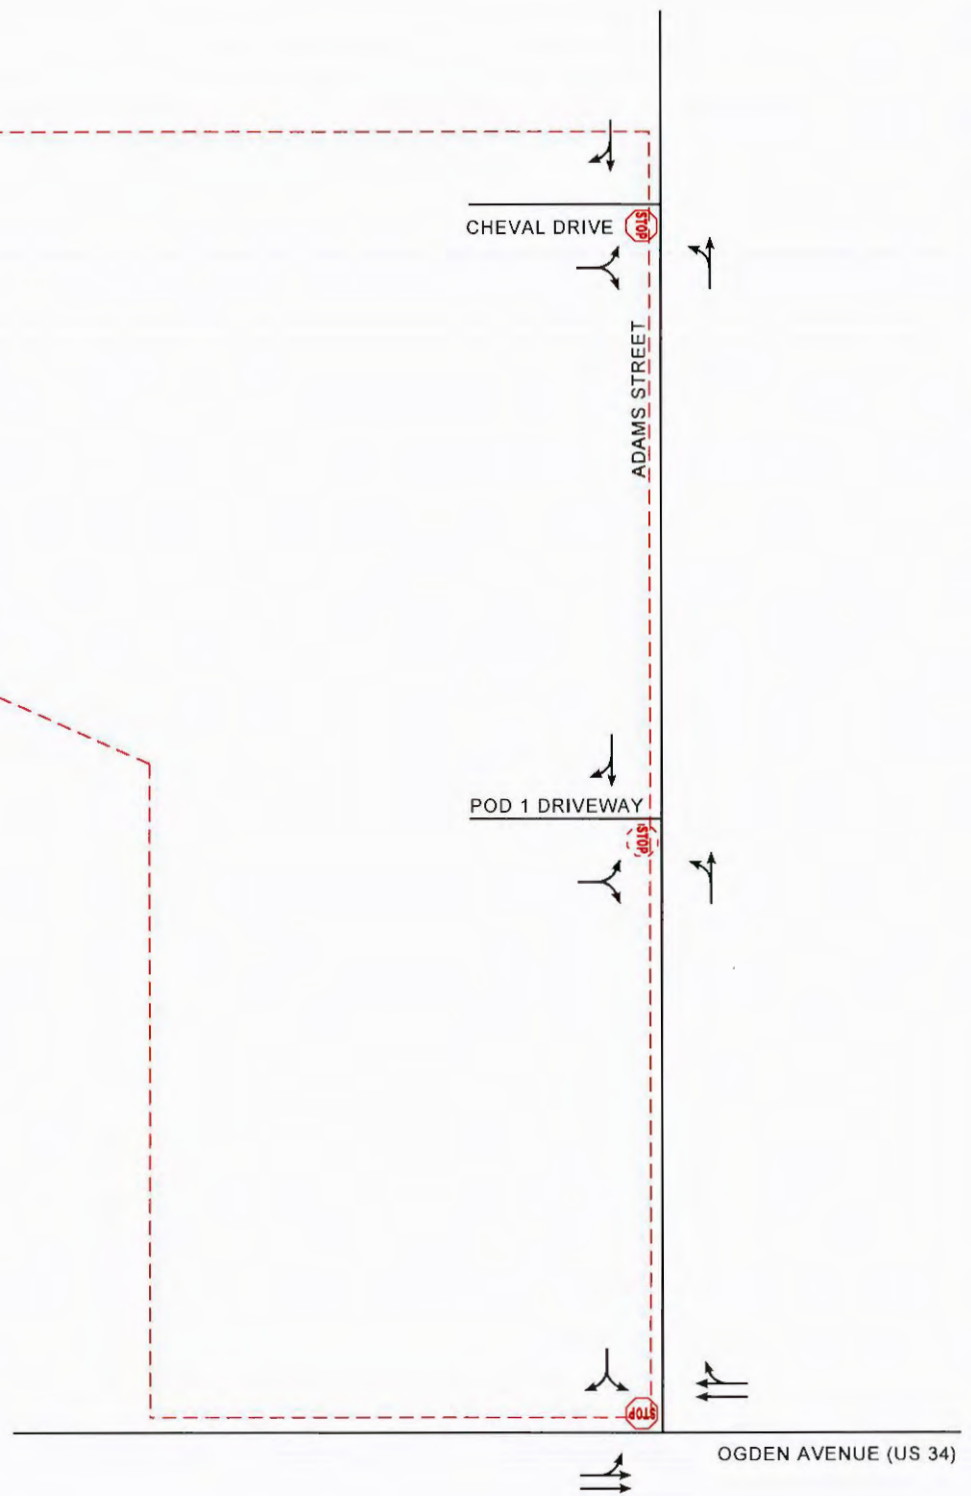 CHEVAL DRIVE
STOP
ADAMS STREET
POD 1 DRIVEWAY
STOP
STOP
OGDEN AVENUE (US 34)